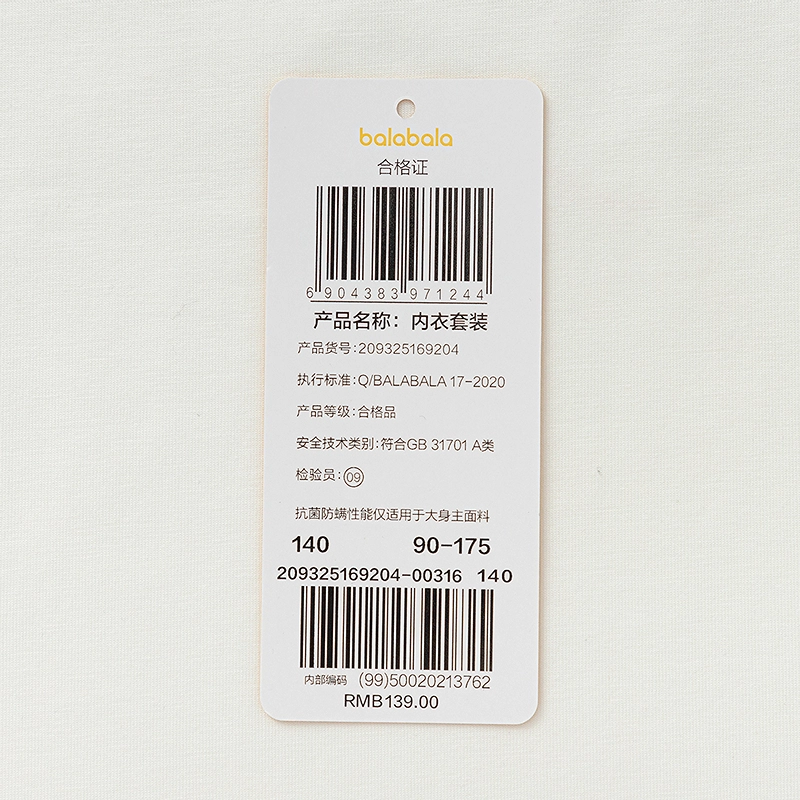 balabala
合格证
6 904383 971244
产品名称：内衣套装
产品货号:209325169204
执行标准:Q/BALABALA 17-2020
产品等级:合格品
安全技术类别:符合GB 31701 A类
检验员:09
抗菌防螨性能仅适用于大身主面料
140 90-175
209325169204-00316 140
内部编码 (99)50020213762
RMB139.00